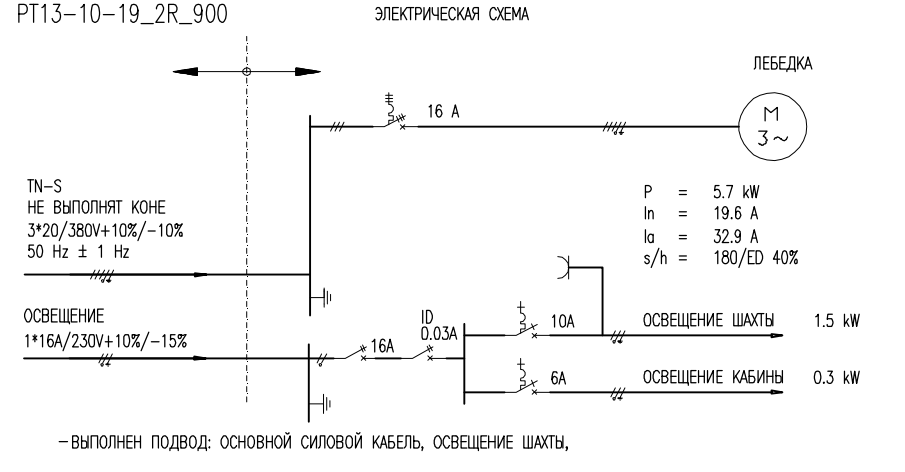 PT13-10-19_2R_900
ЭЛЕКТРИЧЕСКАЯ СХЕМА
ЛЕБЕДКА
16 A
M
3~
TN-S
НЕ ВЫПОЛНЯТ КОНЕ
3*20/380V+10%/-10%
50 Hz ± 1 Hz
P = 5.7 kW
In = 19.6 A
Ia = 32.9 A
s/h = 180/ED 40%
ОСВЕЩЕНИЕ
1*16A/230V+10%/-15%
16A
ID
0.03A
10A
ОСВЕЩЕНИЕ ШАХТЫ 1.5 kW
6A
ОСВЕЩЕНИЕ КАБИНЫ 0.3 kW
-ВЫПОЛНЕН ПОДВОД: ОСНОВНОЙ СИЛОВОЙ КАБЕЛЬ, ОСВЕЩЕНИЕ ШАХТЫ,